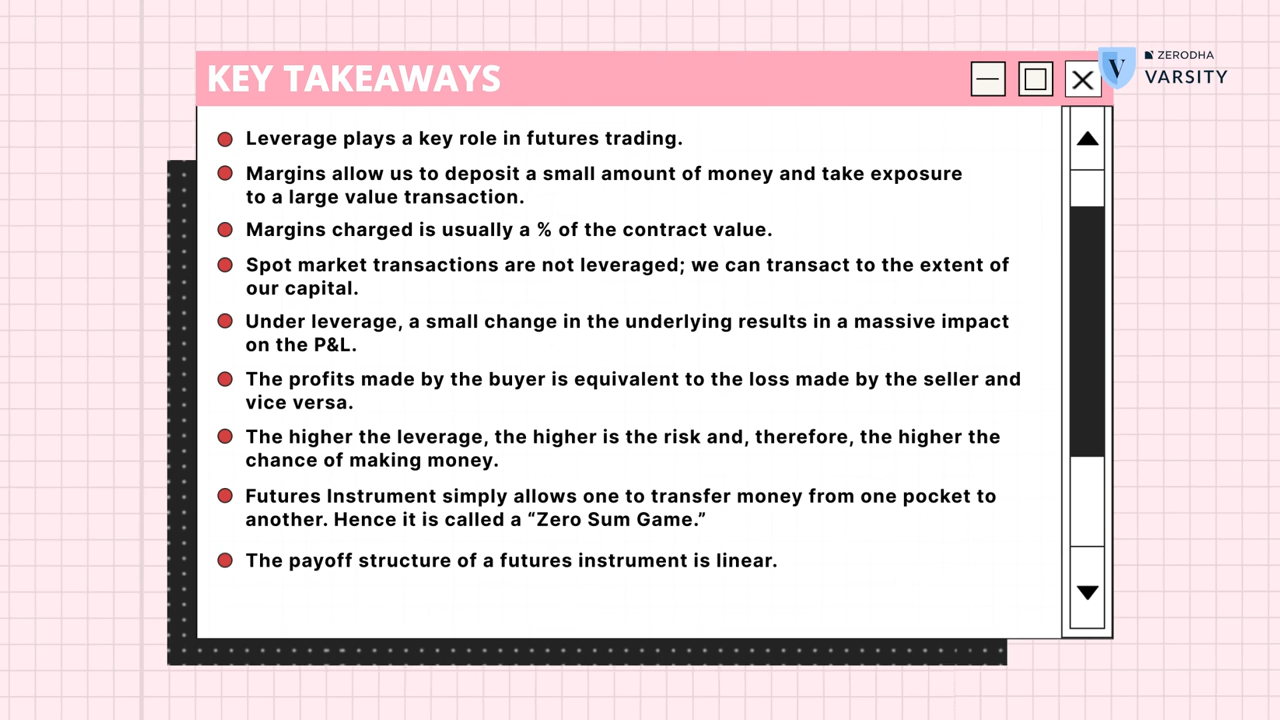 KEY TAKEAWAYS
ZERODHA
VARSITY
Leverage plays a key role in futures trading.
Margins allow us to deposit a small amount of money and take exposure
to a large value transaction.
Margins charged is usually a % of the contract value.
Spot market transactions are not leveraged; we can transact to the extent of
our capital.
Under leverage, a small change in the underlying results in a massive impact
on the P&L.
The profits made by the buyer is equivalent to the loss made by the seller and
vice versa.
The higher the leverage, the higher is the risk and, therefore, the higher the
chance of making money.
Futures Instrument simply allows one to transfer money from one pocket to
another. Hence it is called a “Zero Sum Game.”
The payoff structure of a futures instrument is linear.